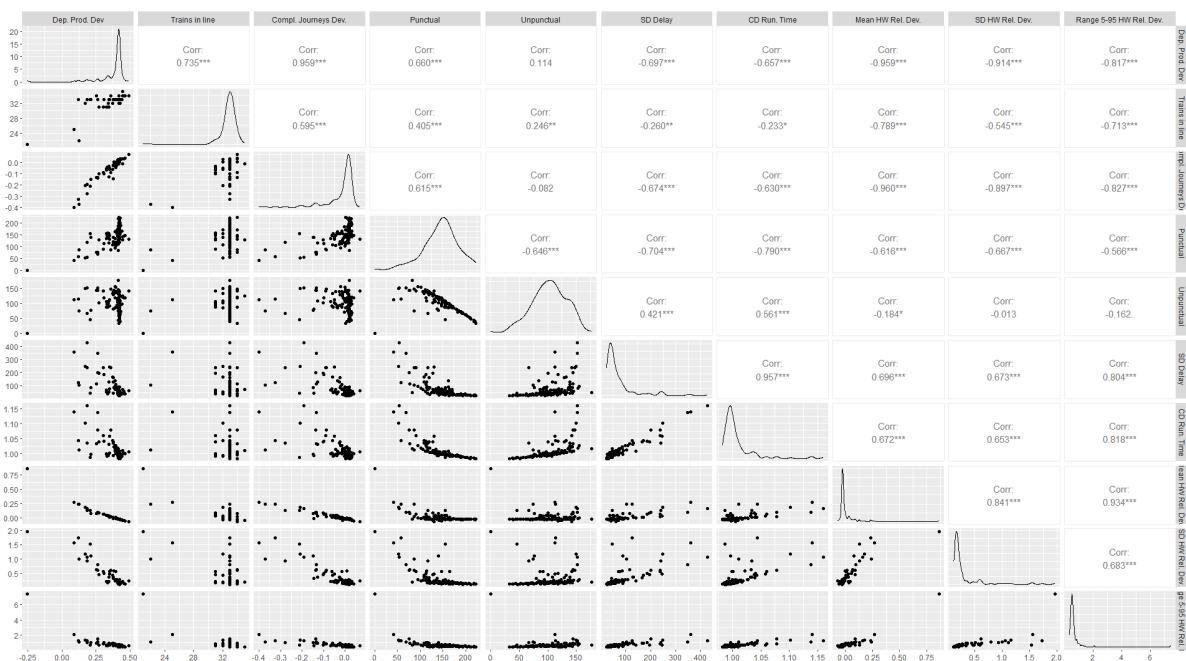 Dep. Prod. Dev Trains in line Compl. Journeys Dev. Punctual Unpunctual SD Delay CD Run. Time Mean HW Rel. Dev. SD HW Rel. Dev. Range 5-95 HW Rel. Dev.
20
15
10
5
0
Corr: Corr: Corr: Corr: Corr: Corr: Corr: Corr: Corr:
0.735*** 0.959*** 0.660*** 0.114 -0.697*** -0.657*** -0.959*** -0.914*** -0.817***
Dep. Prod. Dev
32
28
24
Corr: Corr: Corr: Corr: Corr: Corr: Corr: Corr:
0.595*** 0.405*** 0.246** -0.260** -0.233* -0.789*** -0.545*** -0.713***
Trains in line
0.0
-0.1
-0.2
-0.3
-0.4
Corr: Corr: Corr: Corr: Corr: Corr: Corr:
0.615*** -0.082 -0.674*** -0.630*** -0.960*** -0.897*** -0.827***
mpl. Journeys D
200
150
100
50
0
Corr: Corr: Corr: Corr: Corr: Corr:
-0.646*** -0.704*** -0.790*** -0.616*** -0.667*** -0.566***
Punctual
150
100
50
0
Corr: Corr: Corr: Corr: Corr:
0.421*** 0.561*** -0.184* -0.013 -0.162.
Unpunctual
400
300
200
100
Corr: Corr: Corr: Corr:
0.957*** 0.696*** 0.673*** 0.804***
SD Delay
1.15
1.10
1.05
1.00
Corr: Corr: Corr:
0.672*** 0.653*** 0.818***
CD Run. Time
0.75
0.50
0.25
0.00
Corr: Corr:
0.841*** 0.934***
ean HW Rel. De
2.0
1.5
1.0
0.5
Corr:
0.683***
SD HW Rel. Dev.
6
4
2
ge 5-95 HW Rel.
-0.25 0.00 0.25 0.50 24 28 32 -0.4 -0.3 -0.2 -0.1 0.0 0 50 100 150 200 0 50 100 150 100 200 300 400 1.00 1.05 1.10 1.15 0.00 0.25 0.50 0.75 0.5 1.0 1.5 2.0 2 4 6